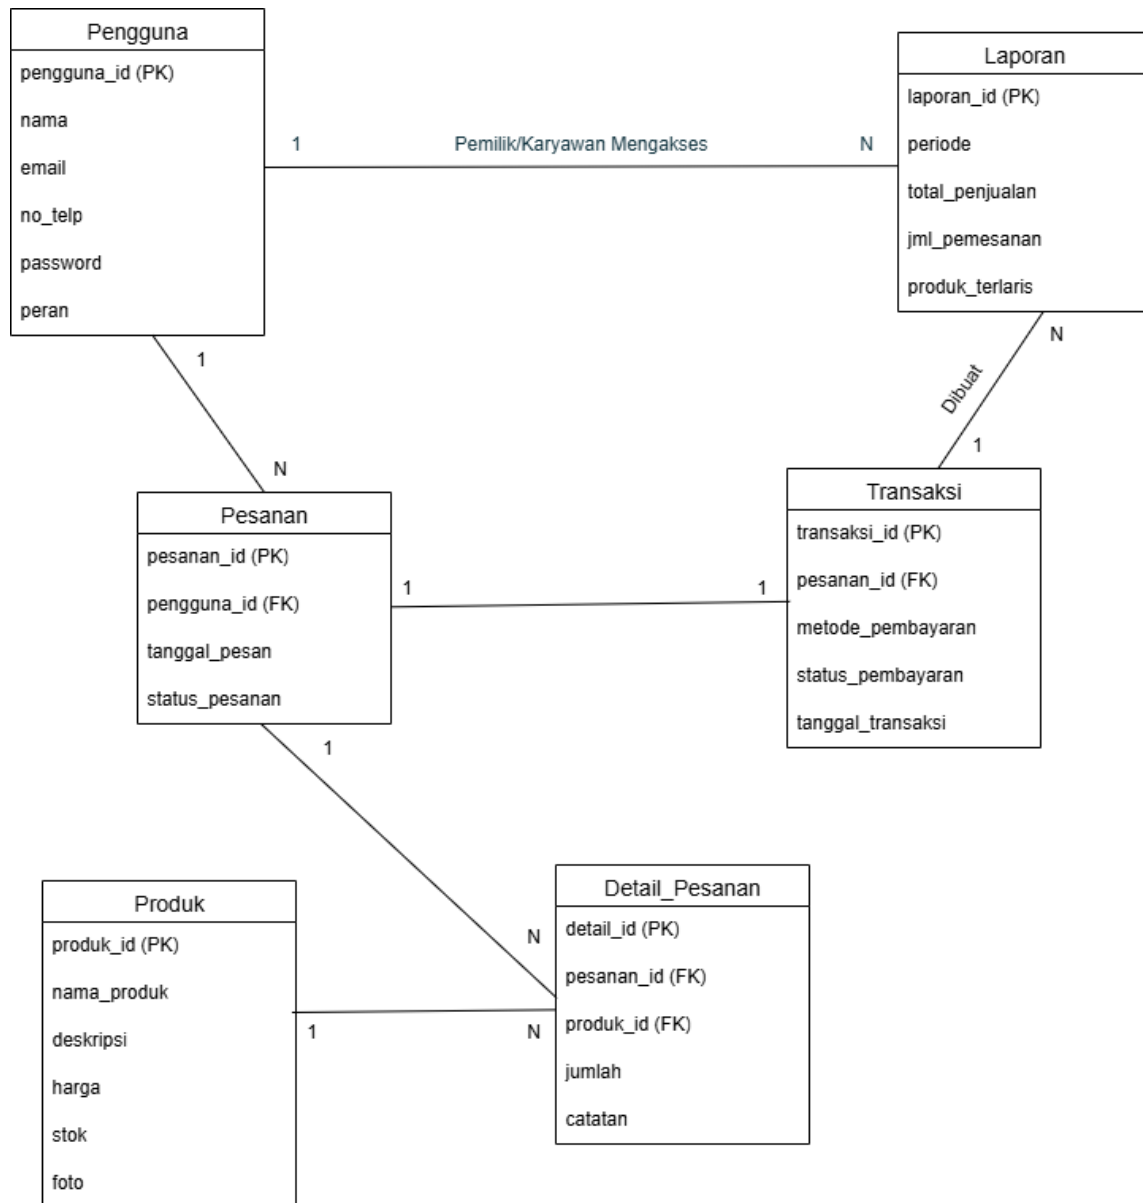 Pengguna
pengguna_id (PK)
nama
email
no_telp
password
peran
1
Pemilik/Karyawan Mengakses
N
Laporan
laporan_id (PK)
periode
total_penjualan
jml_pemesanan
produk_terlaris
1
N
N
Dibuat
1
Pesanan
pesanan_id (PK)
pengguna_id (FK)
tanggal_pesan
status_pesanan
1
1
Transaksi
transaksi_id (PK)
pesanan_id (FK)
metode_pembayaran
status_pembayaran
tanggal_transaksi
1
N
Produk
produk_id (PK)
nama_produk
deskripsi
harga
stok
foto
1
N
Detail_Pesanan
detail_id (PK)
pesanan_id (FK)
produk_id (FK)
jumlah
catatan